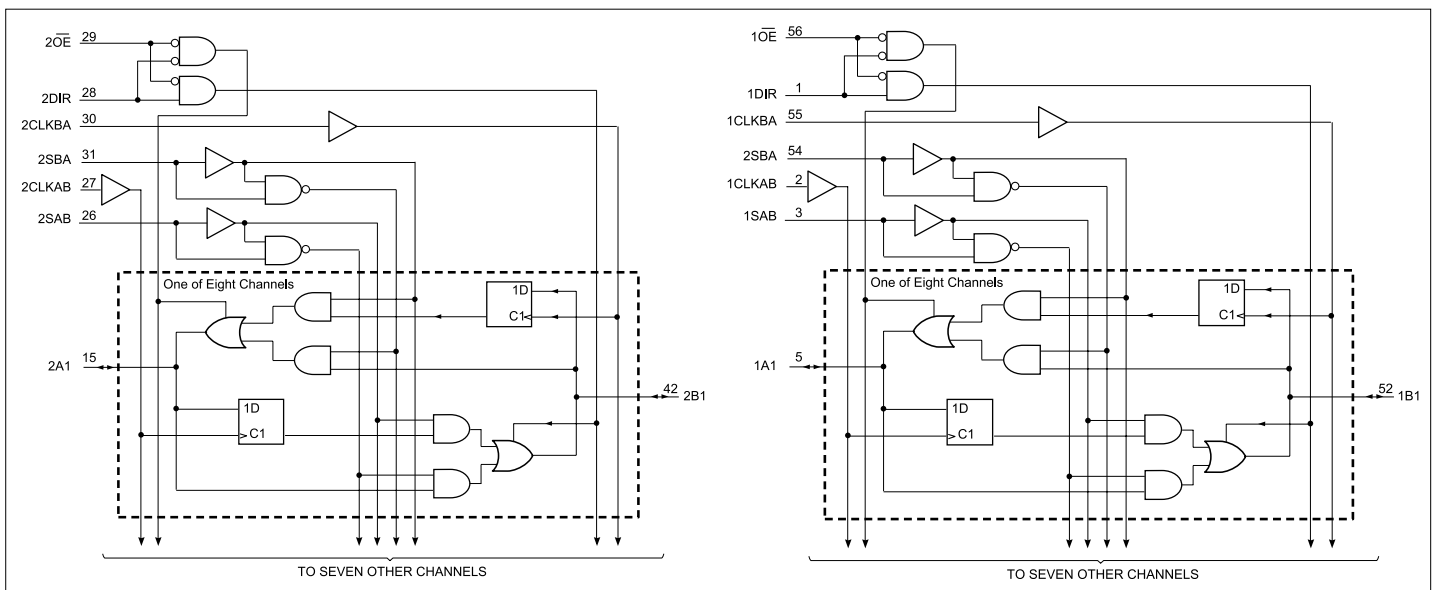 2O̅E̅ 29
2DIR 28
2CLKBA 30
2SBA 31
2CLKAB 27
2SAB 26
One of Eight Channels
1D
C1
2A1 15
42 2B1
1D
C1
TO SEVEN OTHER CHANNELS
1O̅E̅ 56
1DIR 1
1CLKBA 55
2SBA 54
1CLKAB 2
1SAB 3
One of Eight Channels
1D
C1
1A1 5
52 1B1
1D
C1
TO SEVEN OTHER CHANNELS